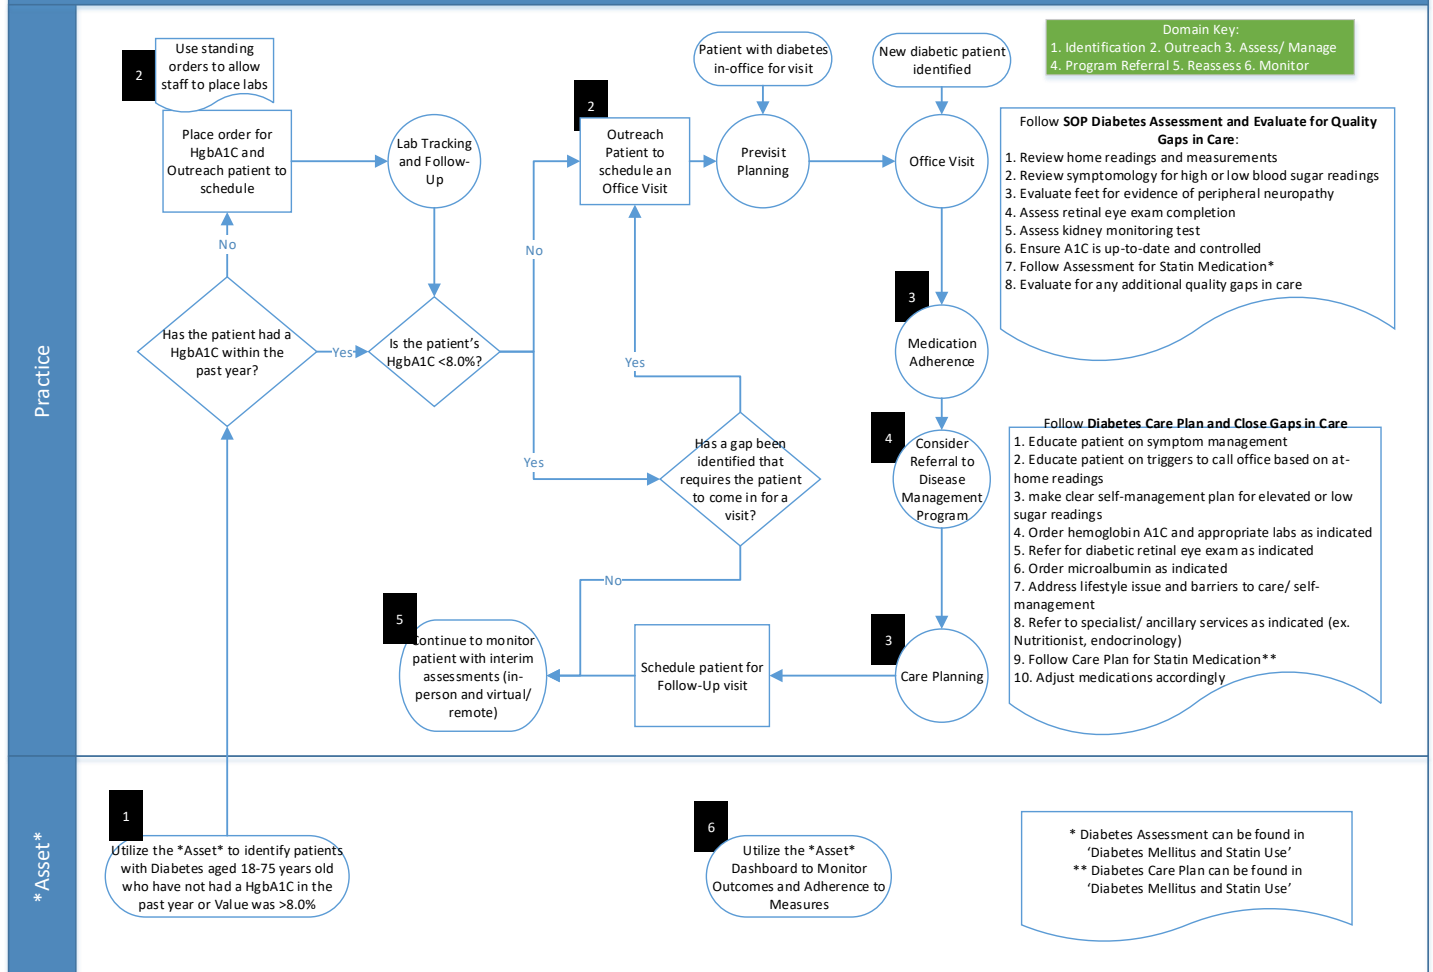 Practice
2
Use standing
orders to allow
staff to place labs
Place order for
HgbA1C and
Outreach patient to
schedule
Lab Tracking
and Follow-
Up
2
Outreach
Patient to
schedule an
Office Visit
Patient with diabetes
in-office for visit
Previsit
Planning
New diabetic patient
identified
Office Visit
Domain Key:
1. Identification 2. Outreach 3. Assess/ Manage
4. Program Referral 5. Reassess 6. Monitor
Follow SOP Diabetes Assessment and Evaluate for Quality
Gaps in Care:
1. Review home readings and measurements
2. Review symptomology for high or low blood sugar readings
3. Evaluate feet for evidence of peripheral neuropathy
4. Assess retinal eye exam completion
5. Assess kidney monitoring test
6. Ensure A1C is up-to-date and controlled
7. Follow Assessment for Statin Medication*
8. Evaluate for any additional quality gaps in care
No
Has the patient had a
HgbA1C within the
past year?
Yes
Is the patient's
HgbA1C <8.0%?
No
Yes
Yes
Has a gap been
identified that
requires the patient
to come in for a
visit?
No
3
Medication
Adherence
4
Consider
Referral to
Disease
Management
Program
3
Care Planning
Follow Diabetes Care Plan and Close Gaps in Care
1. Educate patient on symptom management
2. Educate patient on triggers to call office based on at-
home readings
3. make clear self-management plan for elevated or low
sugar readings
4. Order hemoglobin A1C and appropriate labs as indicated
5. Refer for diabetic retinal eye exam as indicated
6. Order microalbumin as indicated
7. Address lifestyle issue and barriers to care/ self-
management
8. Refer to specialist/ ancillary services as indicated (ex.
Nutritionist, endocrinology)
9. Follow Care Plan for Statin Medication**
10. Adjust medications accordingly
Schedule patient for
Follow-Up visit
5
Continue to monitor
patient with interim
assessments (in-
person and virtual/
remote)
*Asset*
1
Utilize the *Asset* to identify patients
with Diabetes aged 18-75 years old
who have not had a HgbA1C in the
past year or Value was >8.0%
6
Utilize the *Asset*
Dashboard to Monitor
Outcomes and Adherence to
Measures
* Diabetes Assessment can be found in
‘Diabetes Mellitus and Statin Use’
** Diabetes Care Plan can be found in
‘Diabetes Mellitus and Statin Use’